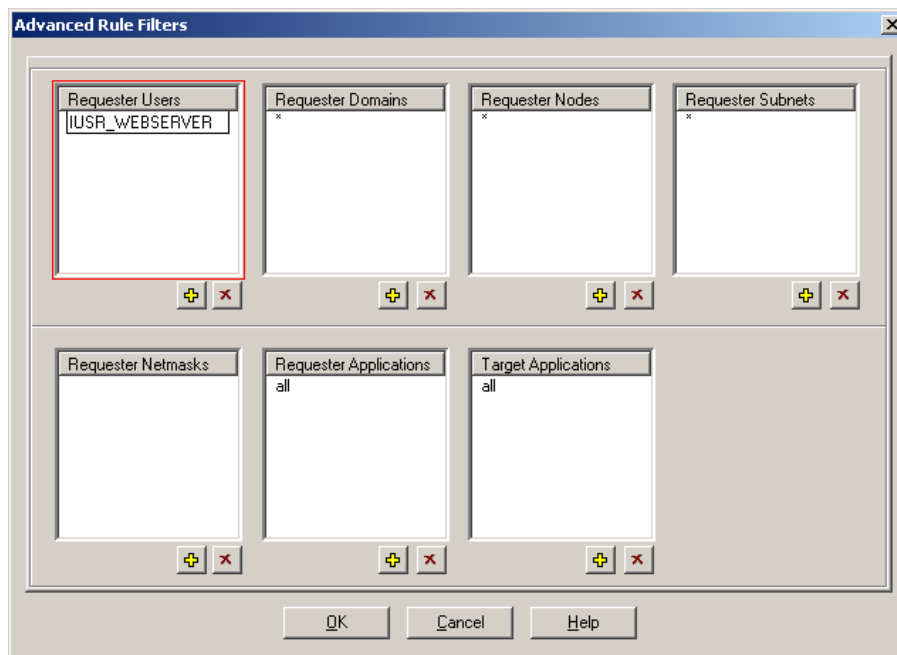 Advanced Rule Filters
Requester Users
IUSR_WEBSERVER
Requester Domains
*
Requester Nodes
*
Requester Subnets
*
Requester Netmasks
Requester Applications
all
Target Applications
all
OK
Cancel
Help